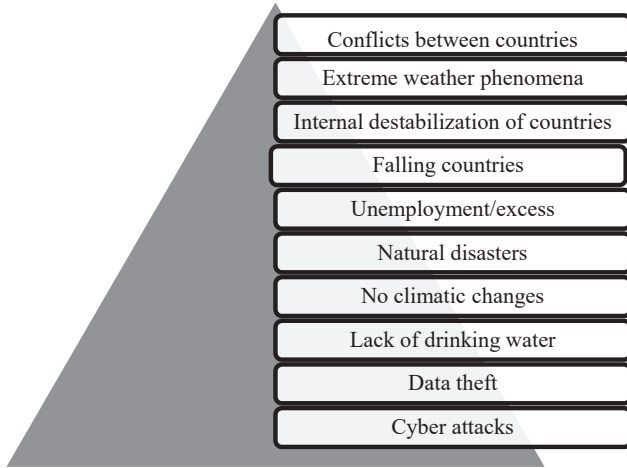 Conflicts between countries
Extreme weather phenomena
Internal destabilization of countries
Falling countries
Unemployment/excess
Natural disasters
No climatic changes
Lack of drinking water
Data theft
Cyber attacks